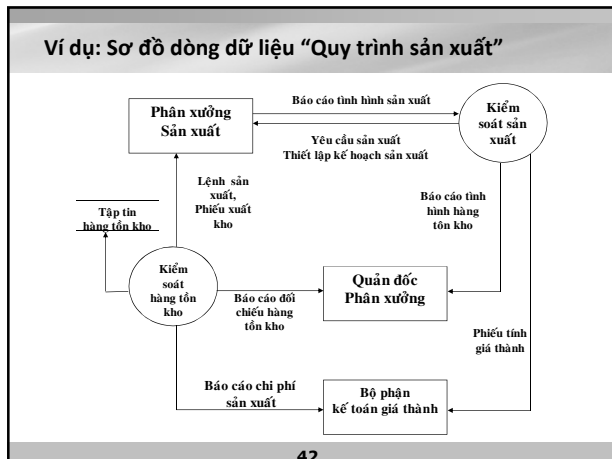 Ví dụ: Sơ đồ dòng dữ liệu “Quy trình sản xuất”
Phân xưởng
Sản xuất
Báo cáo tình hình sản xuất
Yêu cầu sản xuất
Thiết lập kế hoạch sản xuất
Kiểm
soát sản
xuất
Lệnh sản
xuất,
Phiếu xuất
kho
Báo cáo tình
hình hàng
tôn kho
Tập tin
hàng tồn kho
Kiểm
soát
hàng tồn
kho
Báo cáo đối
chiếu hàng
tồn kho
Quản đốc
Phân xưởng
Phiếu tính
giá thành
Báo cáo chi phí
sản xuất
Bộ phận
kế toán giá thành
42